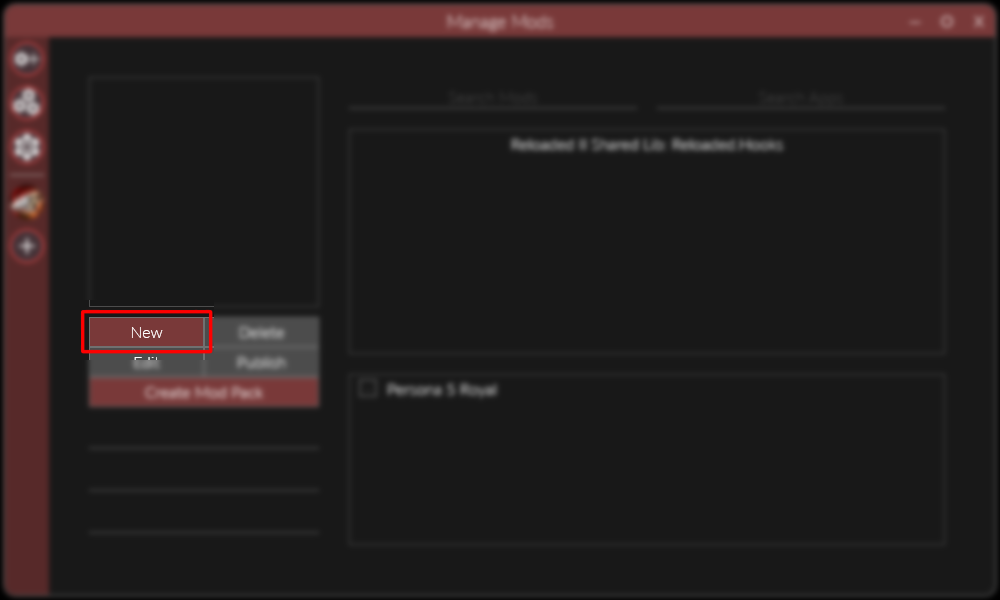 Manage Mods
Search Mods
Search Apps
Reloaded II Shared Lib: Reloaded.Hooks
New
Delete
Edit
Publish
Create Mod Pack
Persona 5 Royal